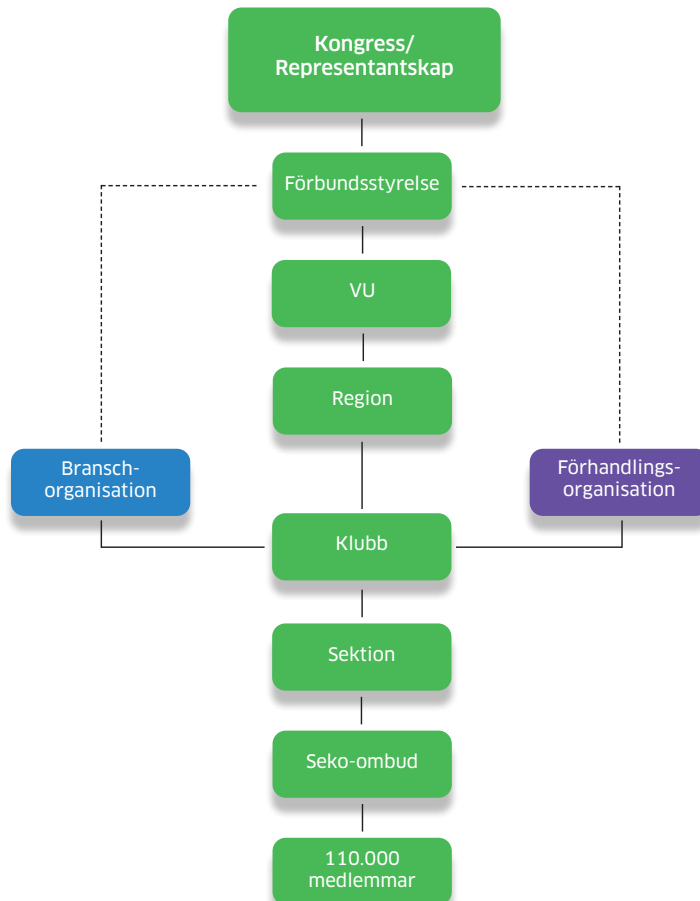 Kongress/
Representantskap
Förbundsstyrelse
VU
Region
Bransch-
organisation
Förhandlings-
organisation
Klubb
Sektion
Seko-ombud
110.000
medlemmar